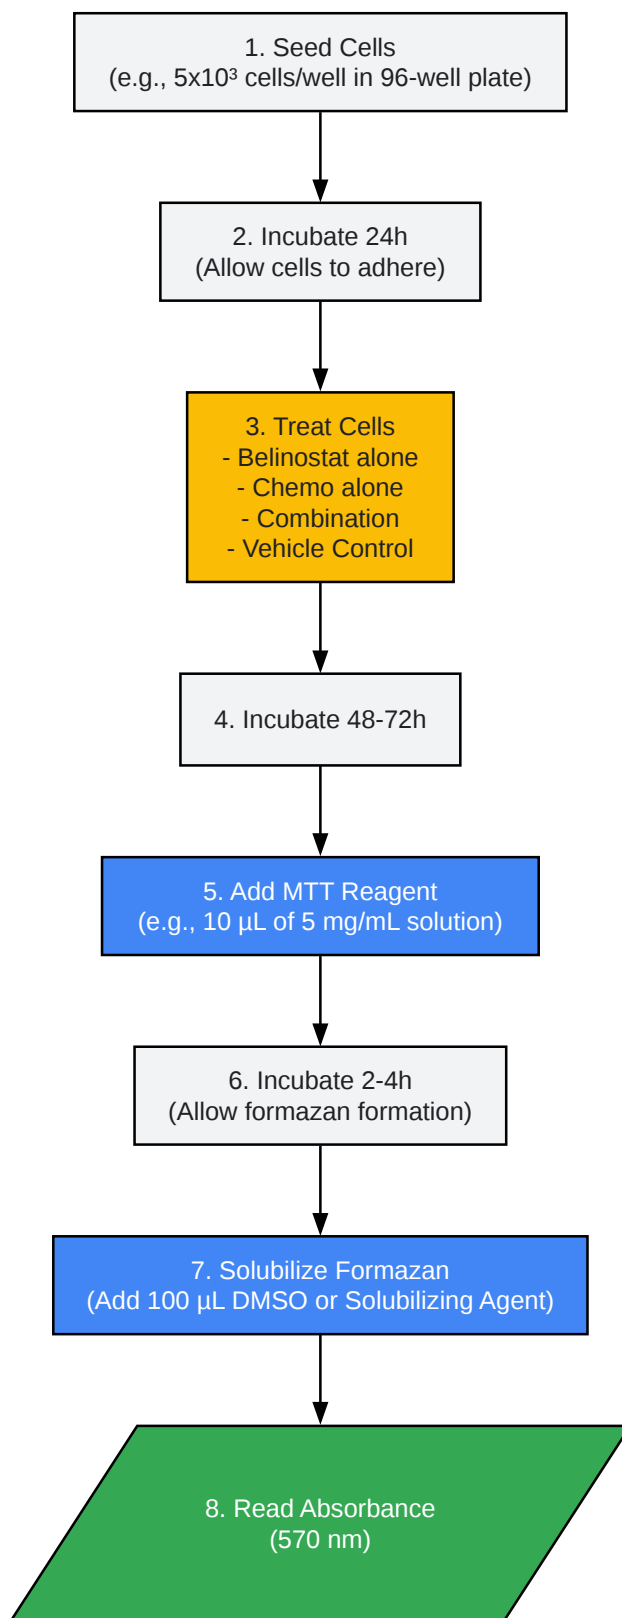 1. Seed Cells
(e.g., 5x10³ cells/well in 96-well plate)
2. Incubate 24h
(Allow cells to adhere)
3. Treat Cells
- Belinostat alone
- Chemo alone
- Combination
- Vehicle Control
4. Incubate 48-72h
5. Add MTT Reagent
(e.g., 10 µL of 5 mg/mL solution)
6. Incubate 2-4h
(Allow formazan formation)
7. Solubilize Formazan
(Add 100 µL DMSO or Solubilizing Agent)
8. Read Absorbance
(570 nm)